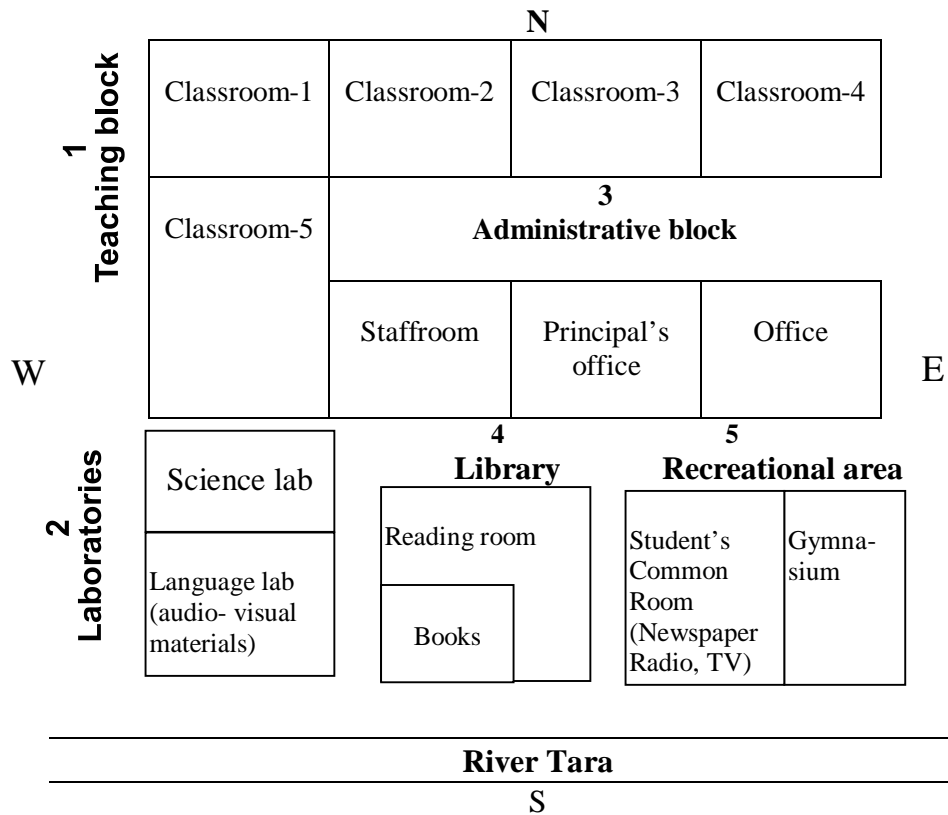 N
1
Teaching block
Classroom-1
Classroom-2
Classroom-3
Classroom-4
Classroom-5
3
Administrative block
Staffroom
Principal’s
office
Office
W
E
2
Laboratories
Science lab
Language lab
(audio- visual
materials)
4
Library
Reading room
Books
5
Recreational area
Student’s
Common
Room
(Newspaper
Radio, TV)
Gymna-
sium
River Tara
S